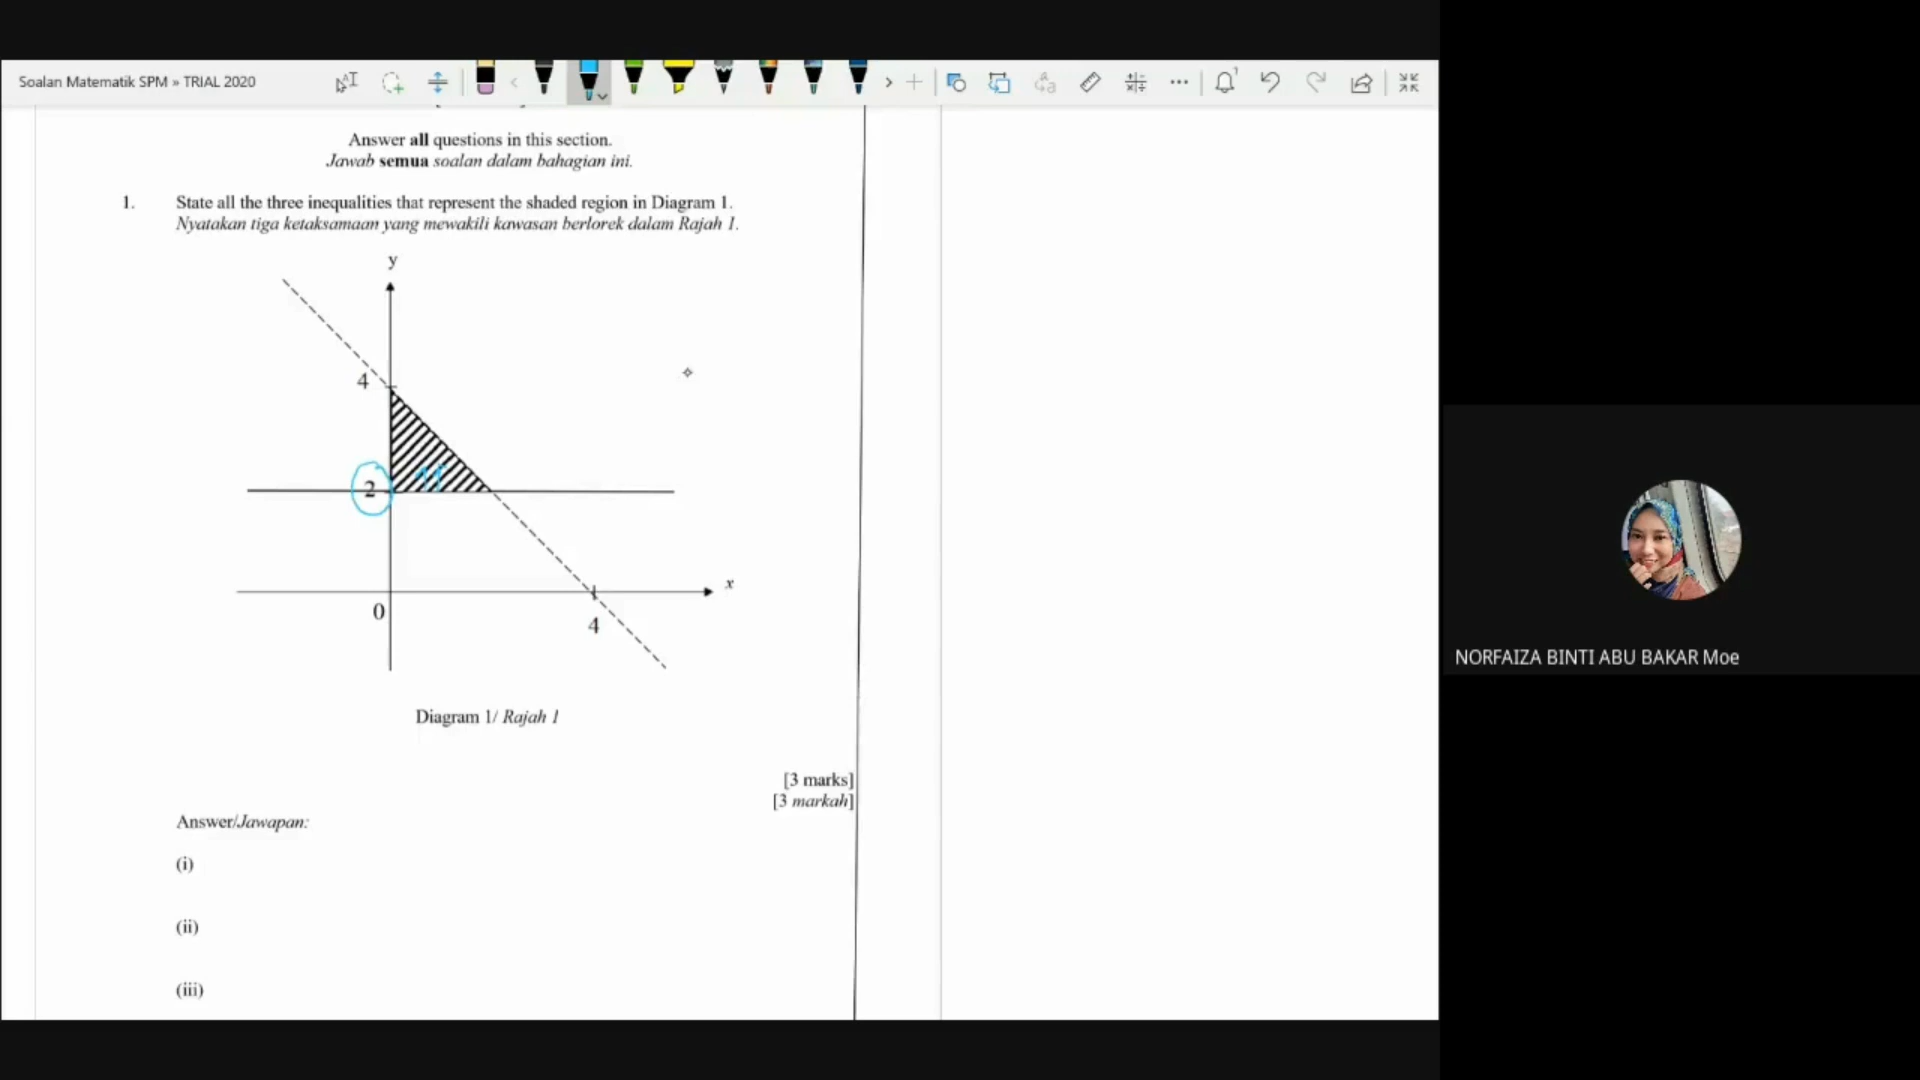 Soalan Matematik SPM » TRIAL 2020
Answer all questions in this section.
Jawab semua soalan dalam bahagian ini.
1. State all the three inequalities that represent the shaded region in Diagram 1.
Nyatakan tiga ketaksamaan yang mewakili kawasan berlorek dalam Rajah 1.
y
4
2
x
0
4
Diagram 1/ Rajah 1
[3 marks]
[3 markah]
Answer/Jawapan:
(i)
(ii)
(iii)
NORFAIZA BINTI ABU BAKAR Moe